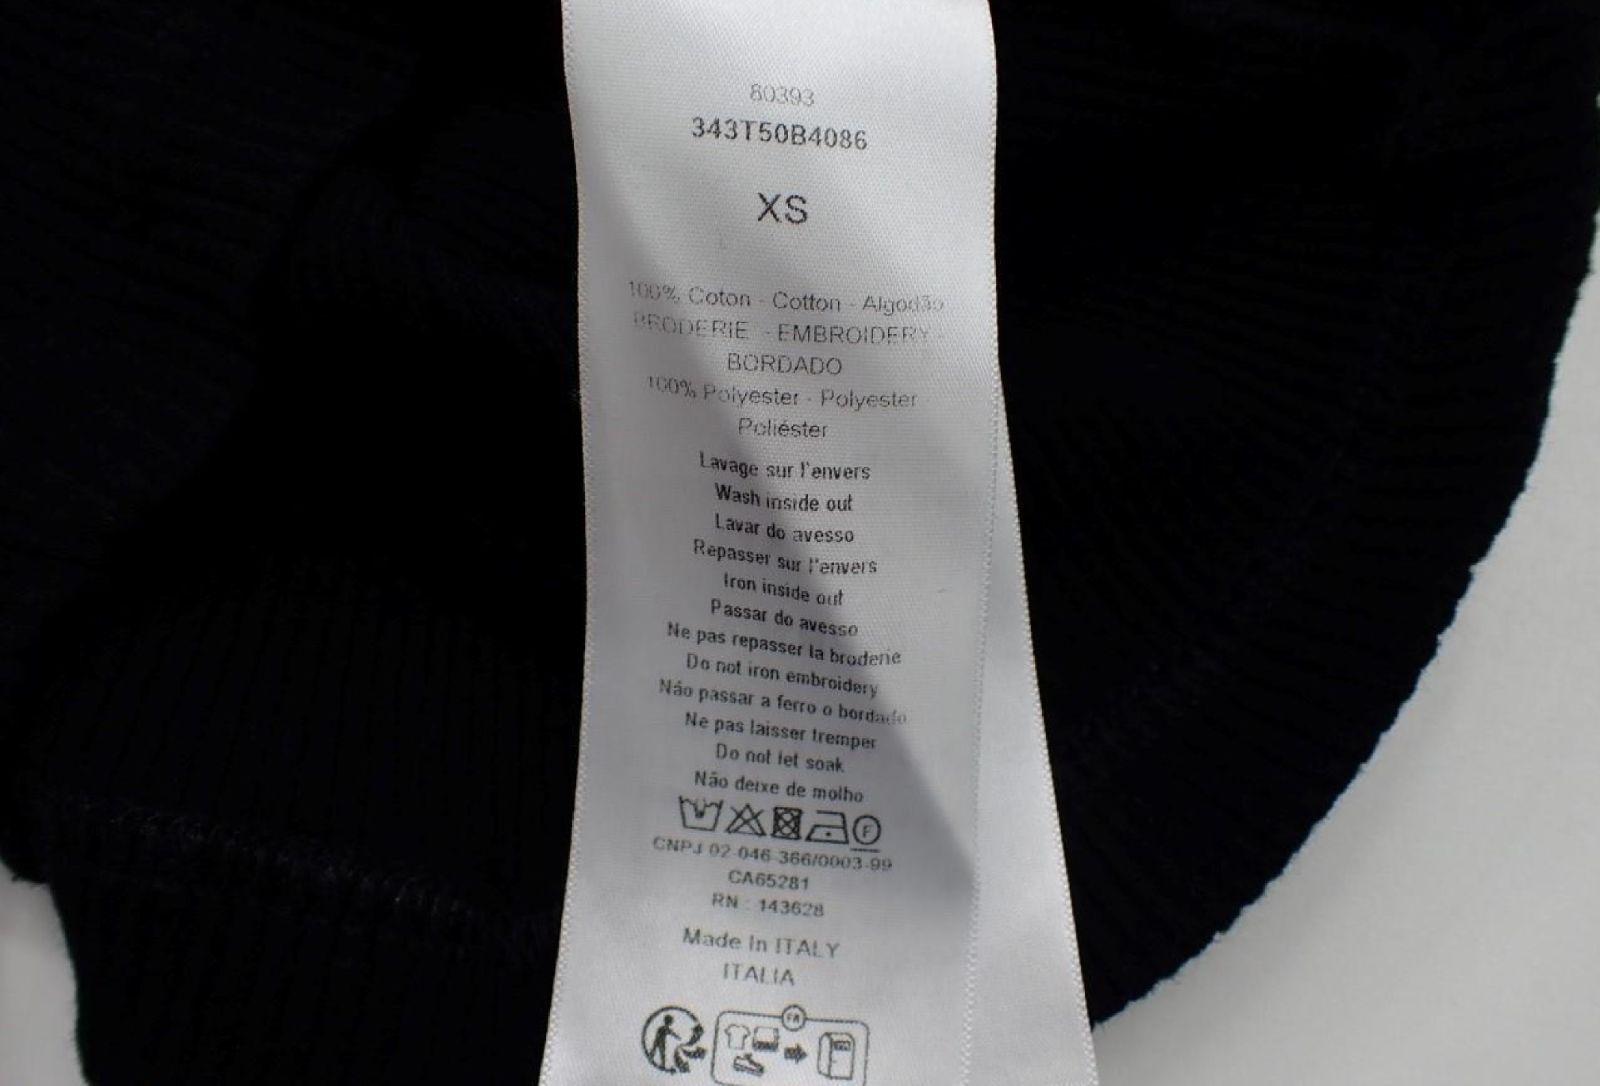 80393
343T50B4086
XS
100% Coton - Cotton - Algodão
BRODERIE - EMBROIDERY -
BORDADO
100% Polyester - Polyester
Poliéster
Lavage sur l'envers
Wash inside out
Lavar do avesso
Repasser sur l'envers
Iron inside out
Passar do avesso
Ne pas repasser la broderie
Do not iron embroidery
Não passar a ferro o bordado
Ne pas laisser tremper
Do not let soak
Não deixe de molho
F
CNPJ 02-046-366/0003-99
CA65281
RN : 143628
Made In ITALY
ITALIA
FR